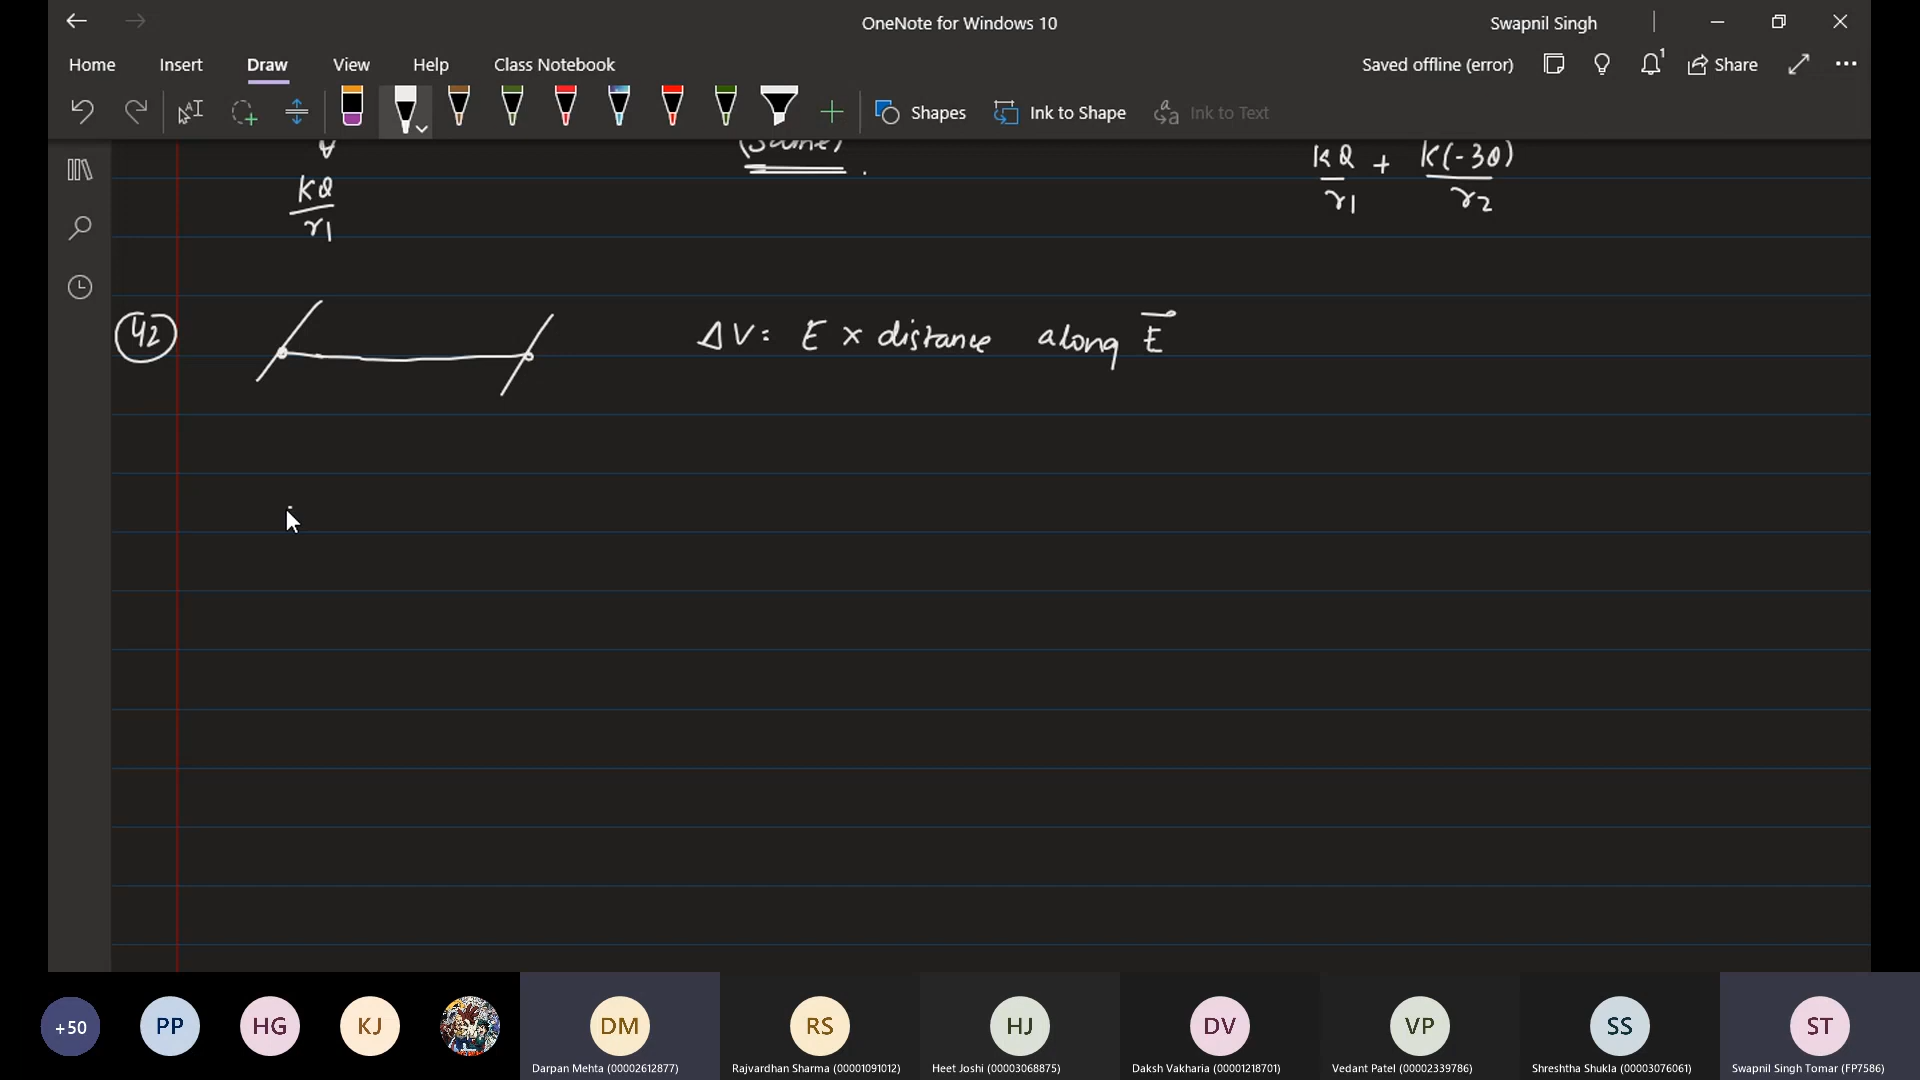 OneNote for Windows 10
Swapnil Singh
Home Insert Draw View Help Class Notebook
Saved offline (error)
1
Share
Shapes
Ink to Shape
Ink to Text
(Same)
KQ
r1
KQ + K(-3Q)
r1 r2
42
ΔV = E × distance along E
+50
PP
HG
KJ
DM
RS
HJ
DV
VP
SS
ST
Darpan Mehta (00002612877)
Rajvardhan Sharma (00001091012)
Heet Joshi (00003068875)
Daksh Vakharia (00001218701)
Vedant Patel (00002339786)
Shreshtha Shukla (00003076061)
Swapnil Singh Tomar (FP7586)